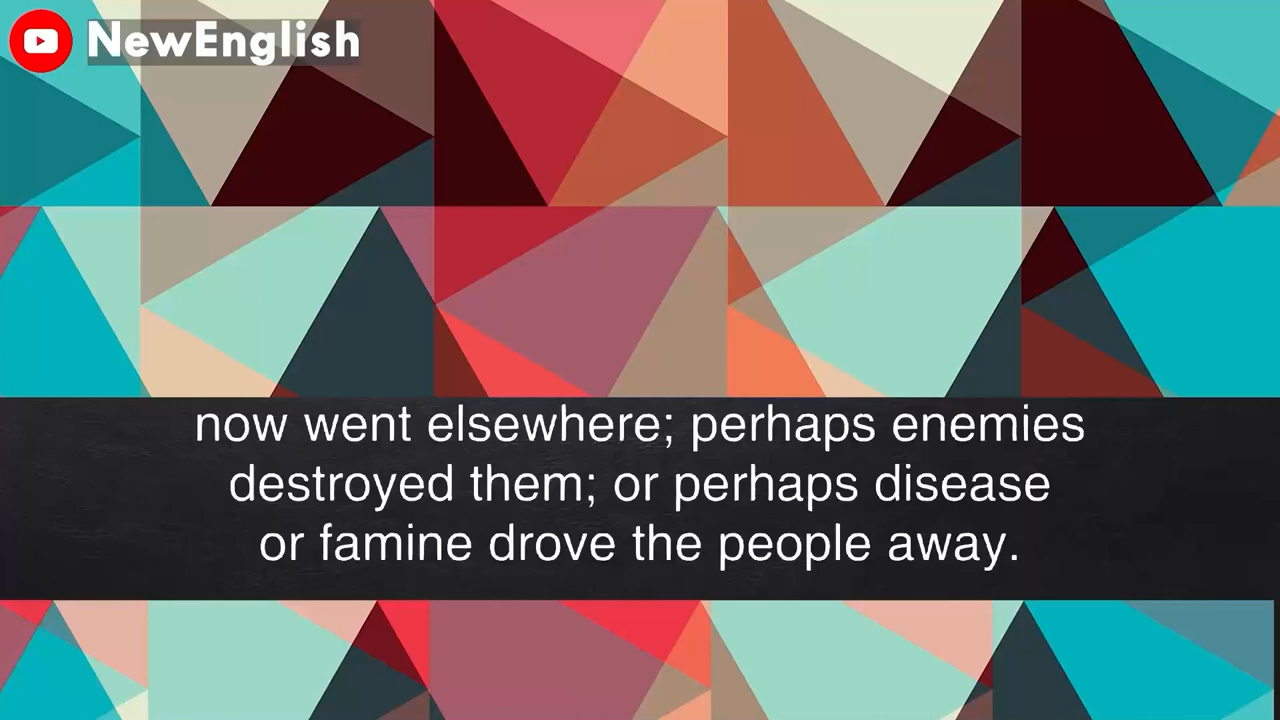 NewEnglish
now went elsewhere; perhaps enemies
destroyed them; or perhaps disease
or famine drove the people away.